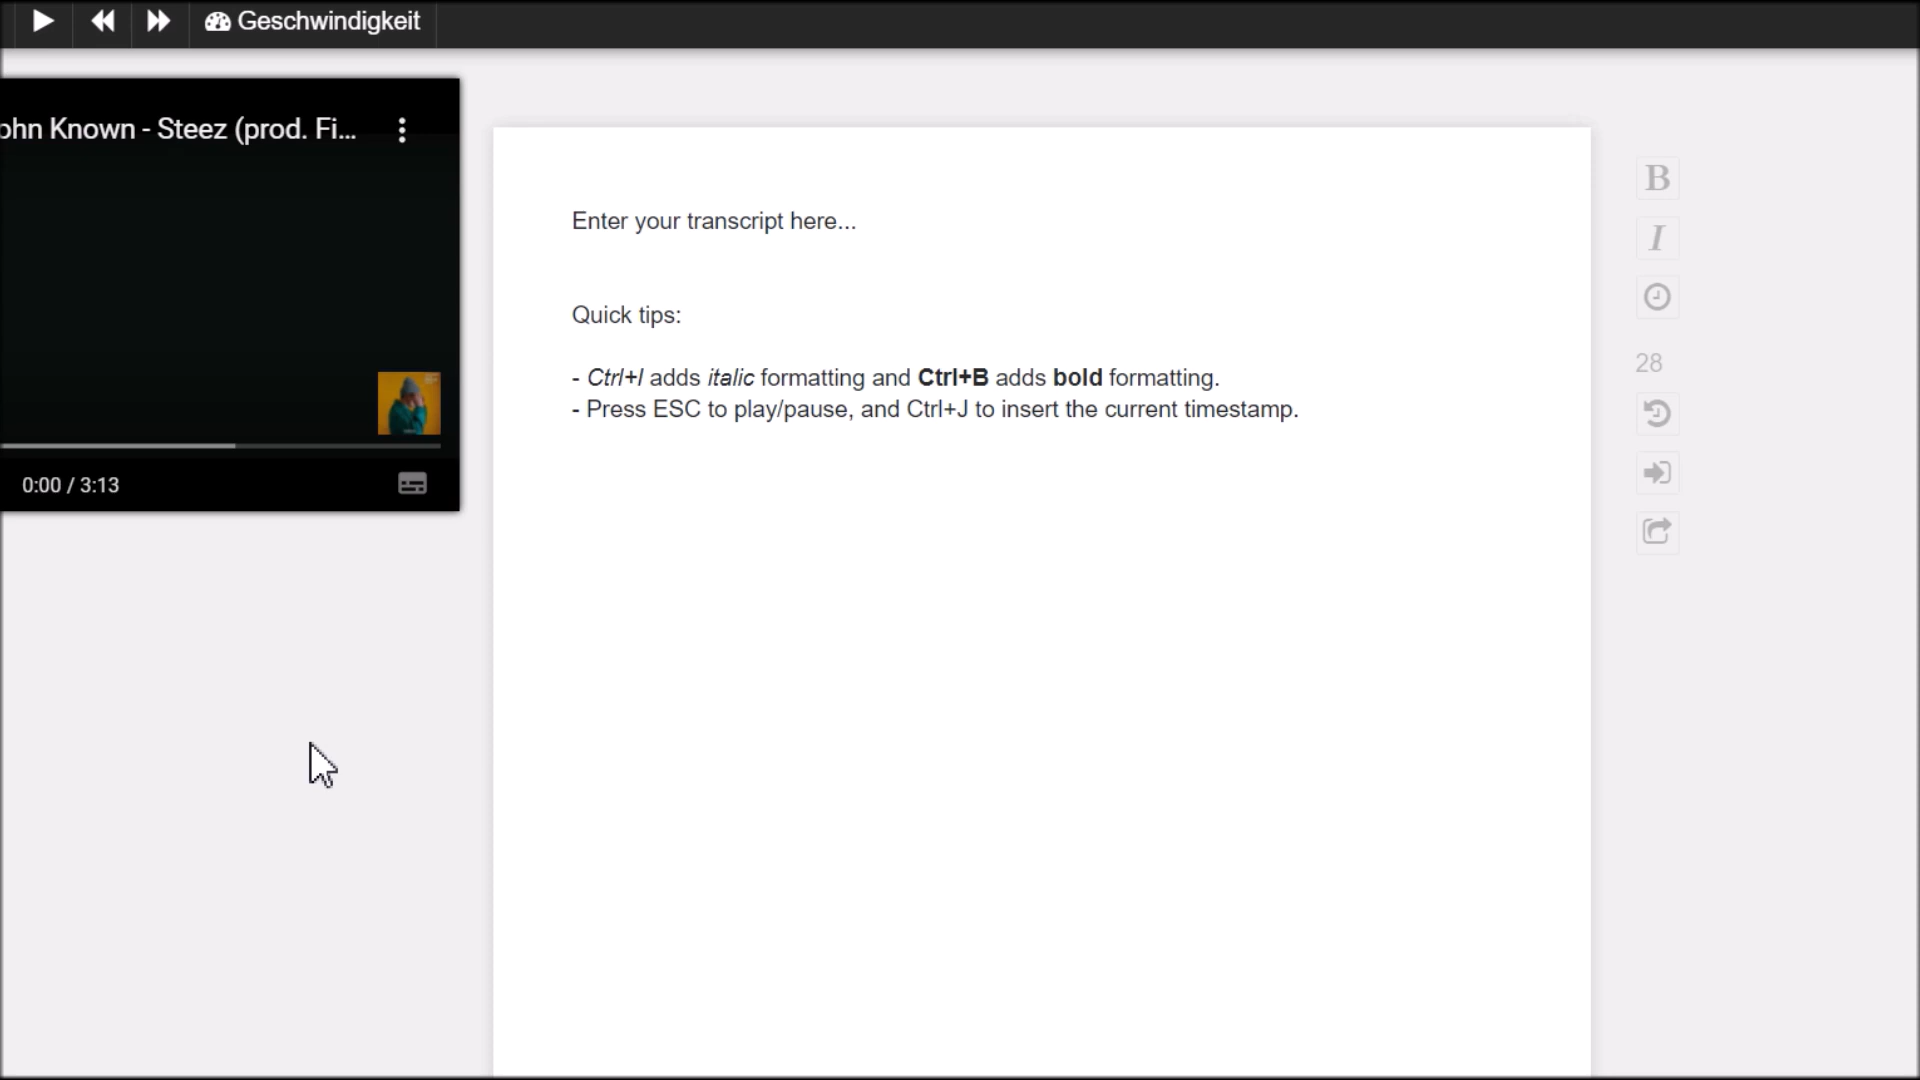 Geschwindigkeit
ohn Known - Steez (prod. Fi...
0:00 / 3:13
Enter your transcript here...
Quick tips:
- Ctrl+I adds italic formatting and Ctrl+B adds bold formatting.
- Press ESC to play/pause, and Ctrl+J to insert the current timestamp.
B
I
28